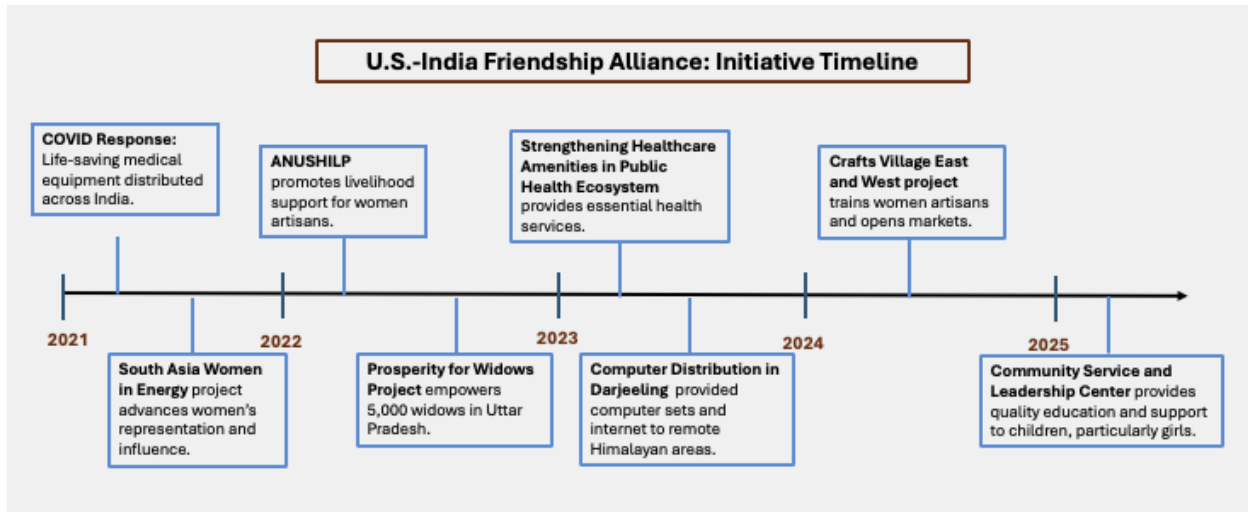 U.S.-India Friendship Alliance: Initiative Timeline
COVID Response:
Life-saving medical
equipment distributed
across India.
ANUSHILP
promotes livelihood
support for women
artisans.
Strengthening Healthcare
Amenities in Public
Health Ecosystem
provides essential health
services.
Crafts Village East
and West project
trains women artisans
and opens markets.
2021
2022
2023
2024
2025
South Asia Women
in Energy project
advances women's
representation and
influence.
Prosperity for Widows
Project empowers
5,000 widows in Uttar
Pradesh.
Computer Distribution in
Darjeeling provided
computer sets and
internet to remote
Himalayan areas.
Community Service and
Leadership Center provides
quality education and support
to children, particularly girls.